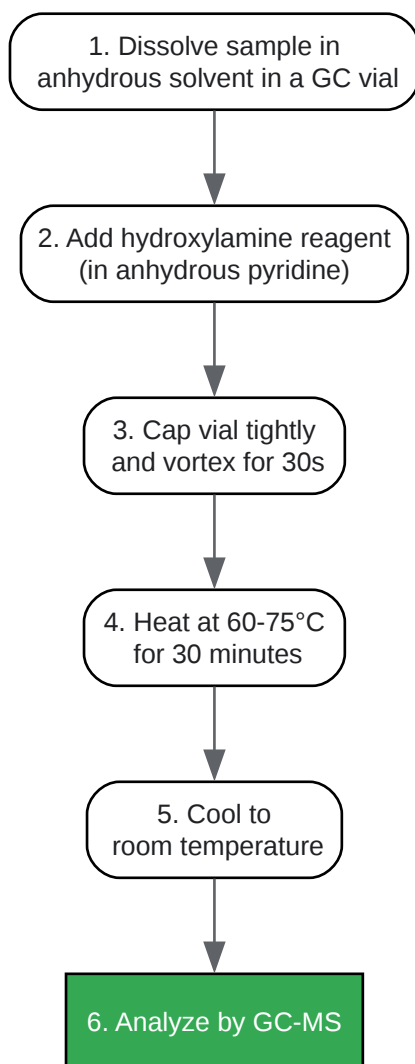 1. Dissolve sample in
anhydrous solvent in a GC vial
2. Add hydroxylamine reagent
(in anhydrous pyridine)
3. Cap vial tightly
and vortex for 30s
4. Heat at 60-75°C
for 30 minutes
5. Cool to
room temperature
6. Analyze by GC-MS